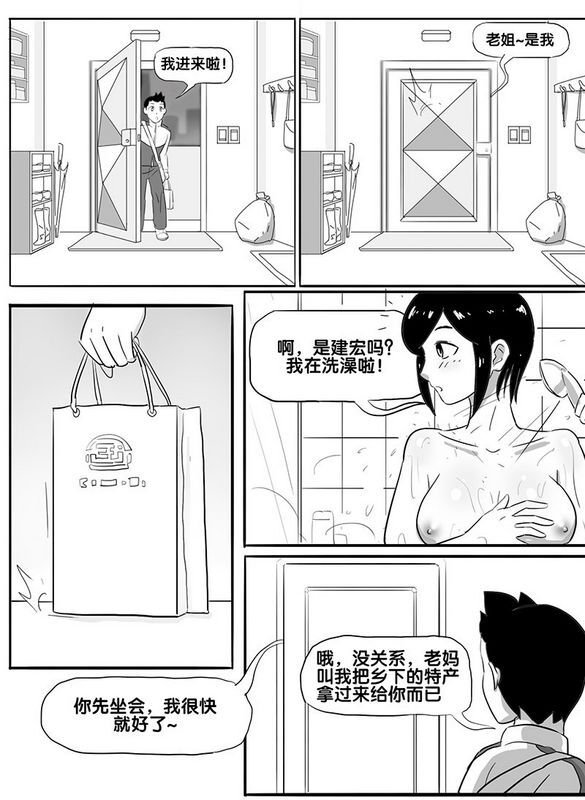 老姐~是我
我进来啦！
啊，是建宏吗？
我在洗澡啦！
哦，没关系，老妈
叫我把乡下的特产
拿过来给你而已
你先坐会，我很快
就好了~